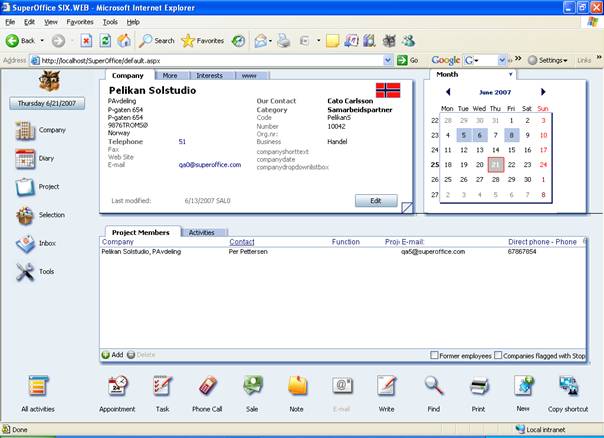 SuperOffice SIX.WEB - Microsoft Internet Explorer
File Edit View Favorites Tools Help
Back Search Favorites
Address http://localhost/SuperOffice/default.aspx Go Google G Settings Links
Thursday 6/21/2007
Company
Diary
Project
Selection
Inbox
Tools
Company More Interests www
Pelikan Solstudio
PAvdeling
P-gaten 654
P-gaten 654
9876TROMSØ
Norway
Telephone 51
Fax
Web Site
E-mail qa0@superoffice.com
Our Contact Cato Carlsson
Category Samarbeidspartner
Code PelikanS
Number 10042
Org.nr:
Business Handel
companyshorttext
companydate
companydropdownlistbox
Last modified: 6/13/2007 SAL0 Edit
Month
June 2007
Mon Tue Wed Thu Fri Sat Sun
22 28 29 30 31 1 2 3
23 4 5 6 7 8 9 10
24 11 12 13 14 15 16 17
25 18 19 20 21 22 23 24
26 25 26 27 28 29 30 1
27 2 3 4 5 6 7 8
Project Members Activities
Company Contact Function Proj E-mail: Direct phone - Phone
Pelikan Solstudio, PAvdeling Per Pettersen qa5@superoffice.com 67867854
Add Delete Former employees Companies flagged with Stop
All activities Appointment Task Phone Call Sale Note E-mail Write Find Print New Copy shortcut
Done Local intranet